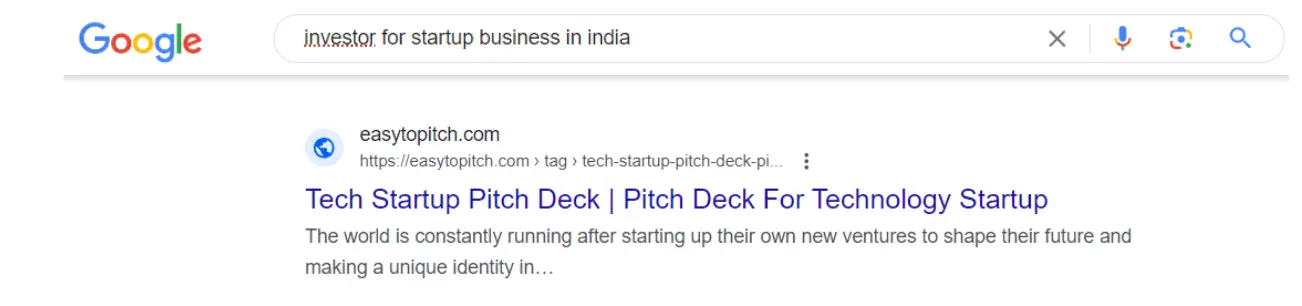 Google
investor for startup business in india
easytopitch.com
https://easytopitch.com › tag › tech-startup-pitch-deck-pi...
Tech Startup Pitch Deck | Pitch Deck For Technology Startup
The world is constantly running after starting up their own new ventures to shape their future and
making a unique identity in…